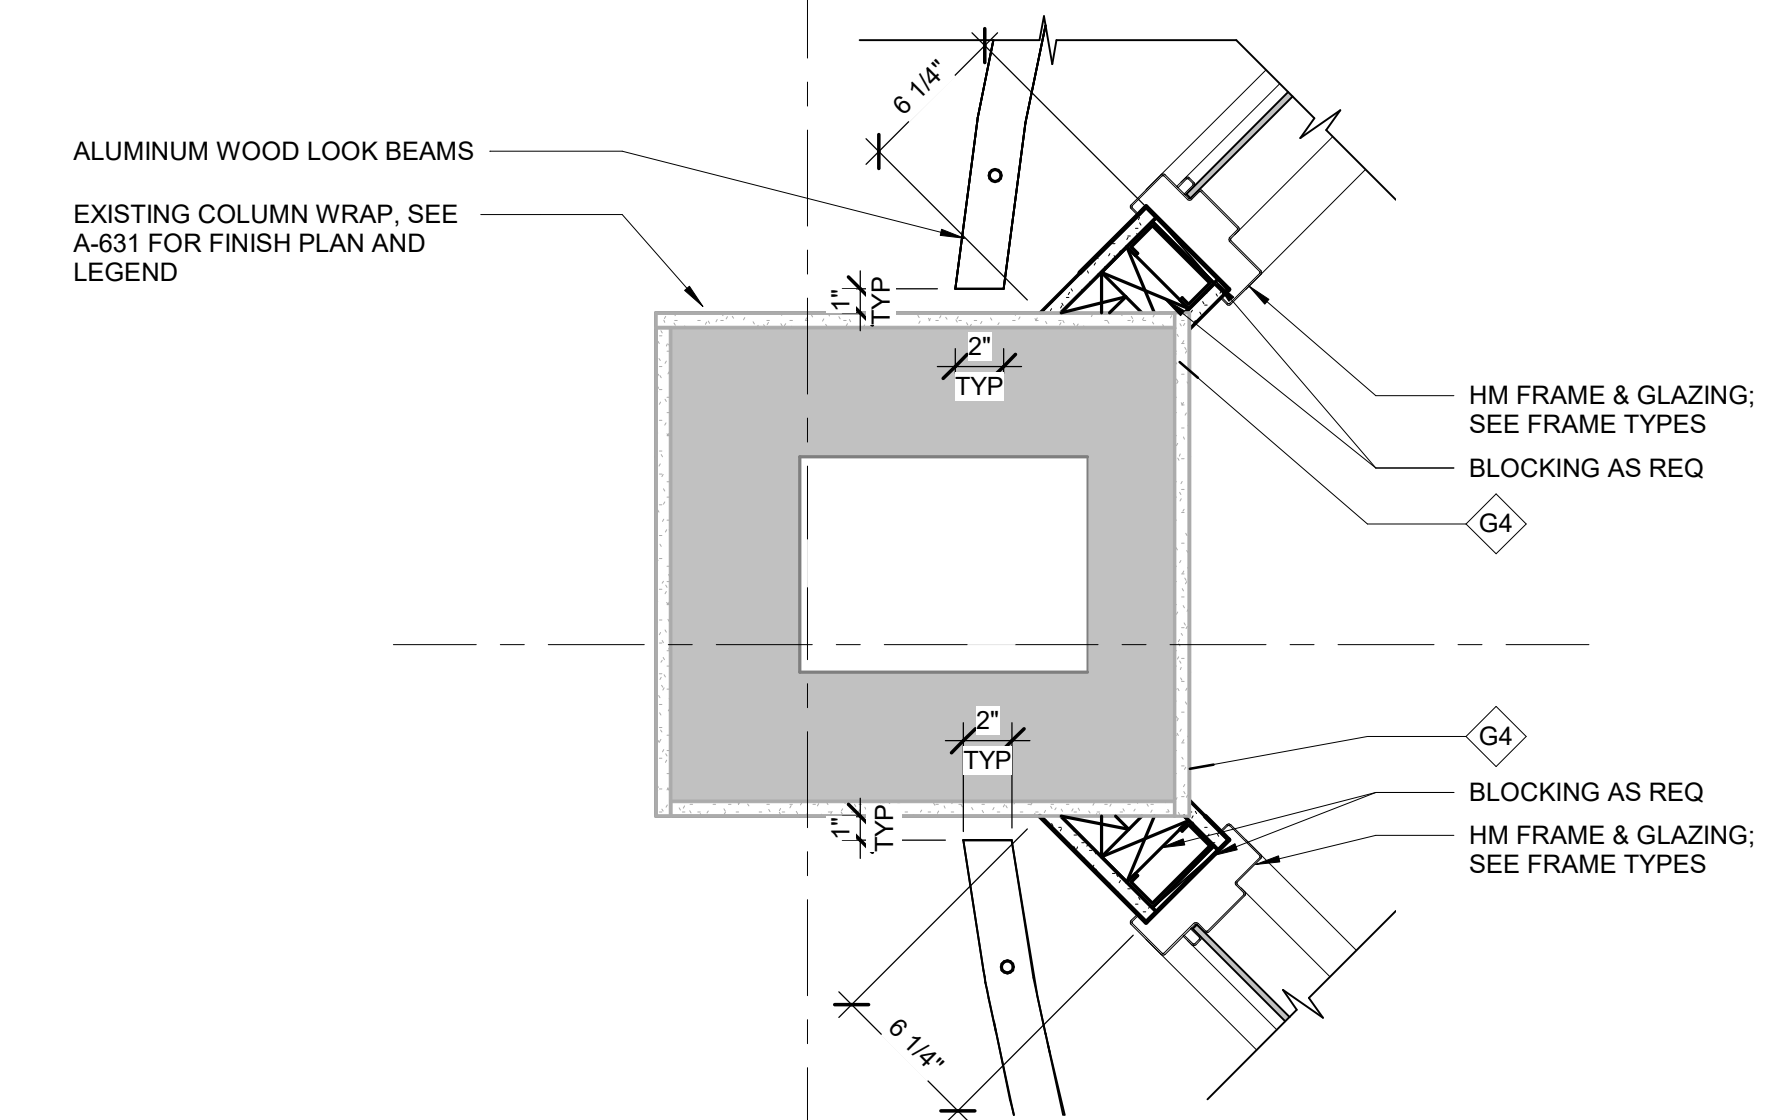 6 1/4"
ALUMINUM WOOD LOOK BEAMS
EXISTING COLUMN WRAP, SEE
A-631 FOR FINISH PLAN AND
LEGEND
1"
TYP
2"
TYP
HM FRAME & GLAZING;
SEE FRAME TYPES
BLOCKING AS REQ
G4
2"
TYP
G4
1"
TYP
BLOCKING AS REQ
HM FRAME & GLAZING;
SEE FRAME TYPES
6 1/4"